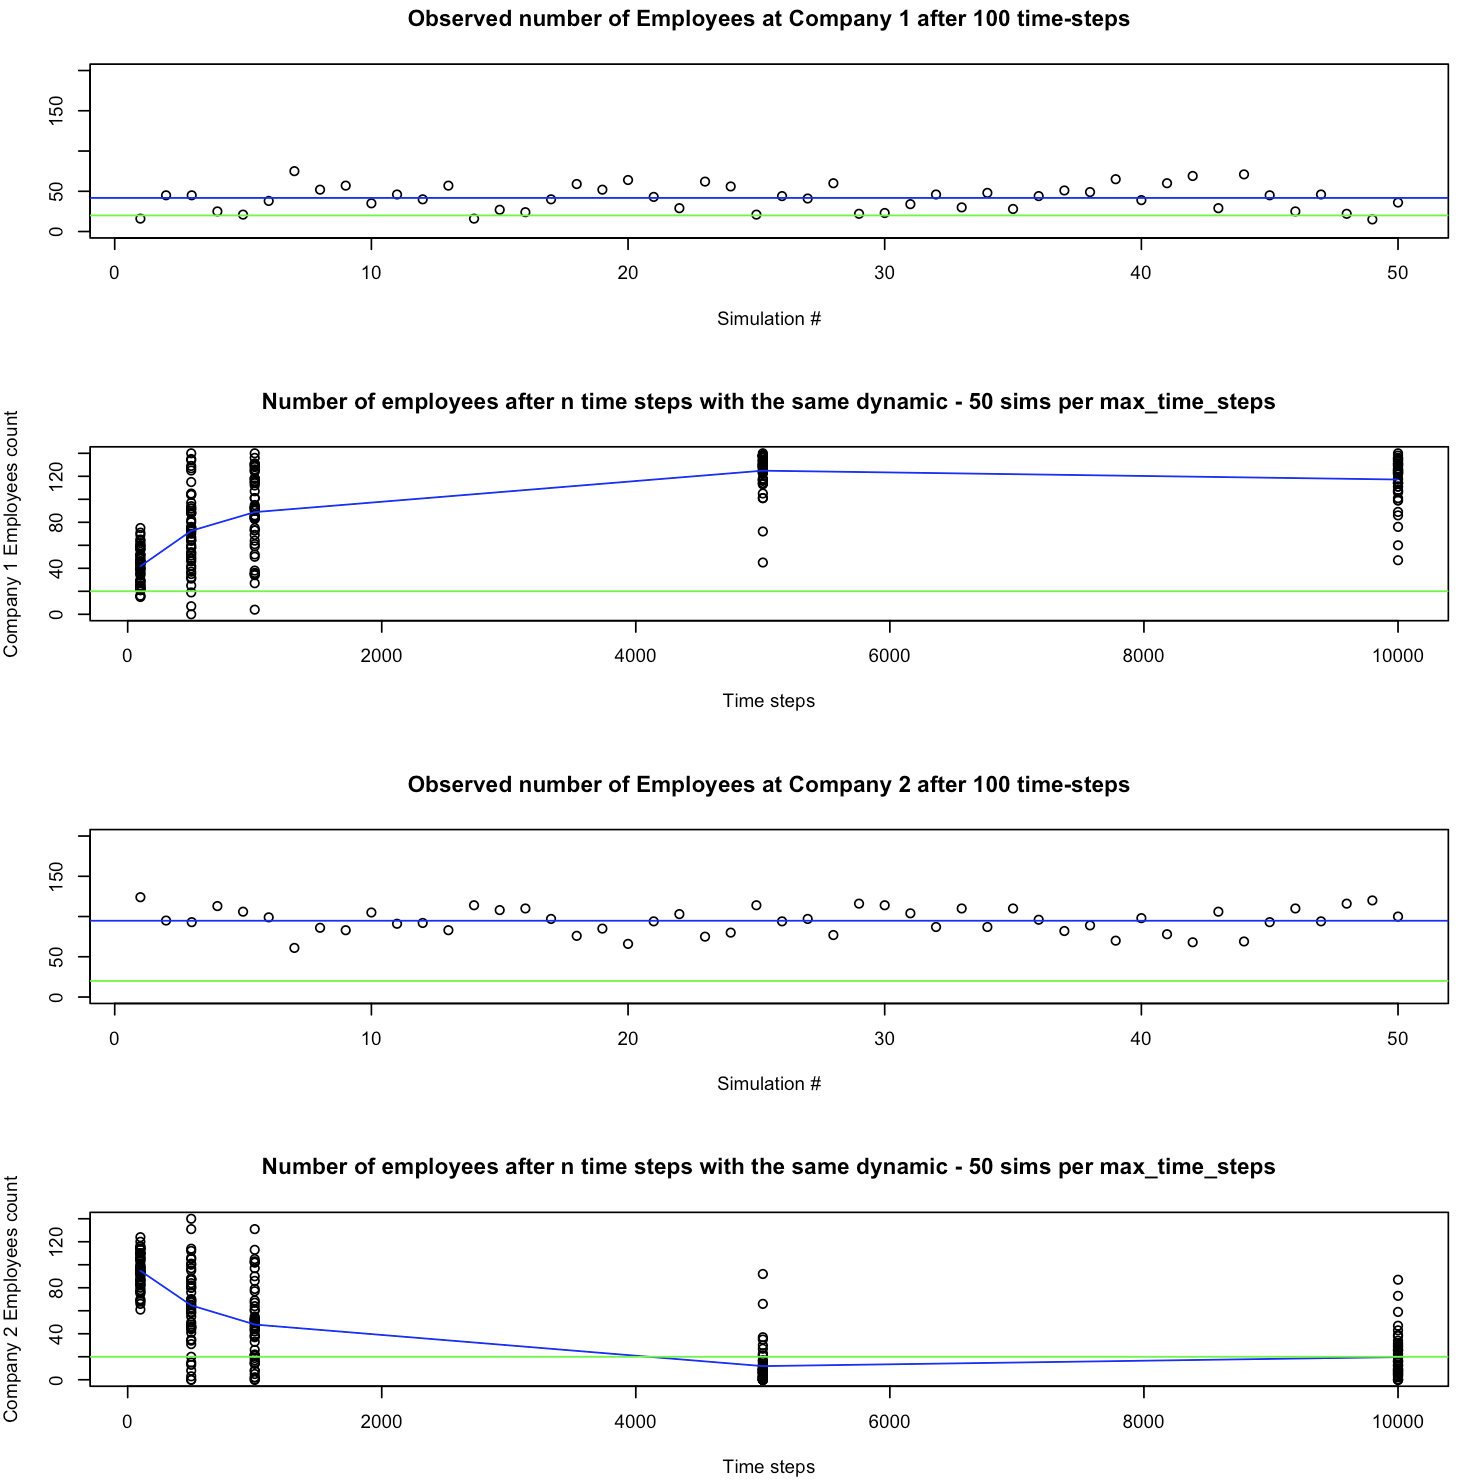 Observed number of Employees at Company 1 after 100 time-steps
150
50
0
0 10 20 30 40 50
Simulation #
Number of employees after n time steps with the same dynamic - 50 sims per max_time_steps
Company 1 Employees count
120
80
40
0
0 2000 4000 6000 8000 10000
Time steps
Observed number of Employees at Company 2 after 100 time-steps
150
50
0
0 10 20 30 40 50
Simulation #
Number of employees after n time steps with the same dynamic - 50 sims per max_time_steps
Company 2 Employees count
120
80
40
0
0 2000 4000 6000 8000 10000
Time steps